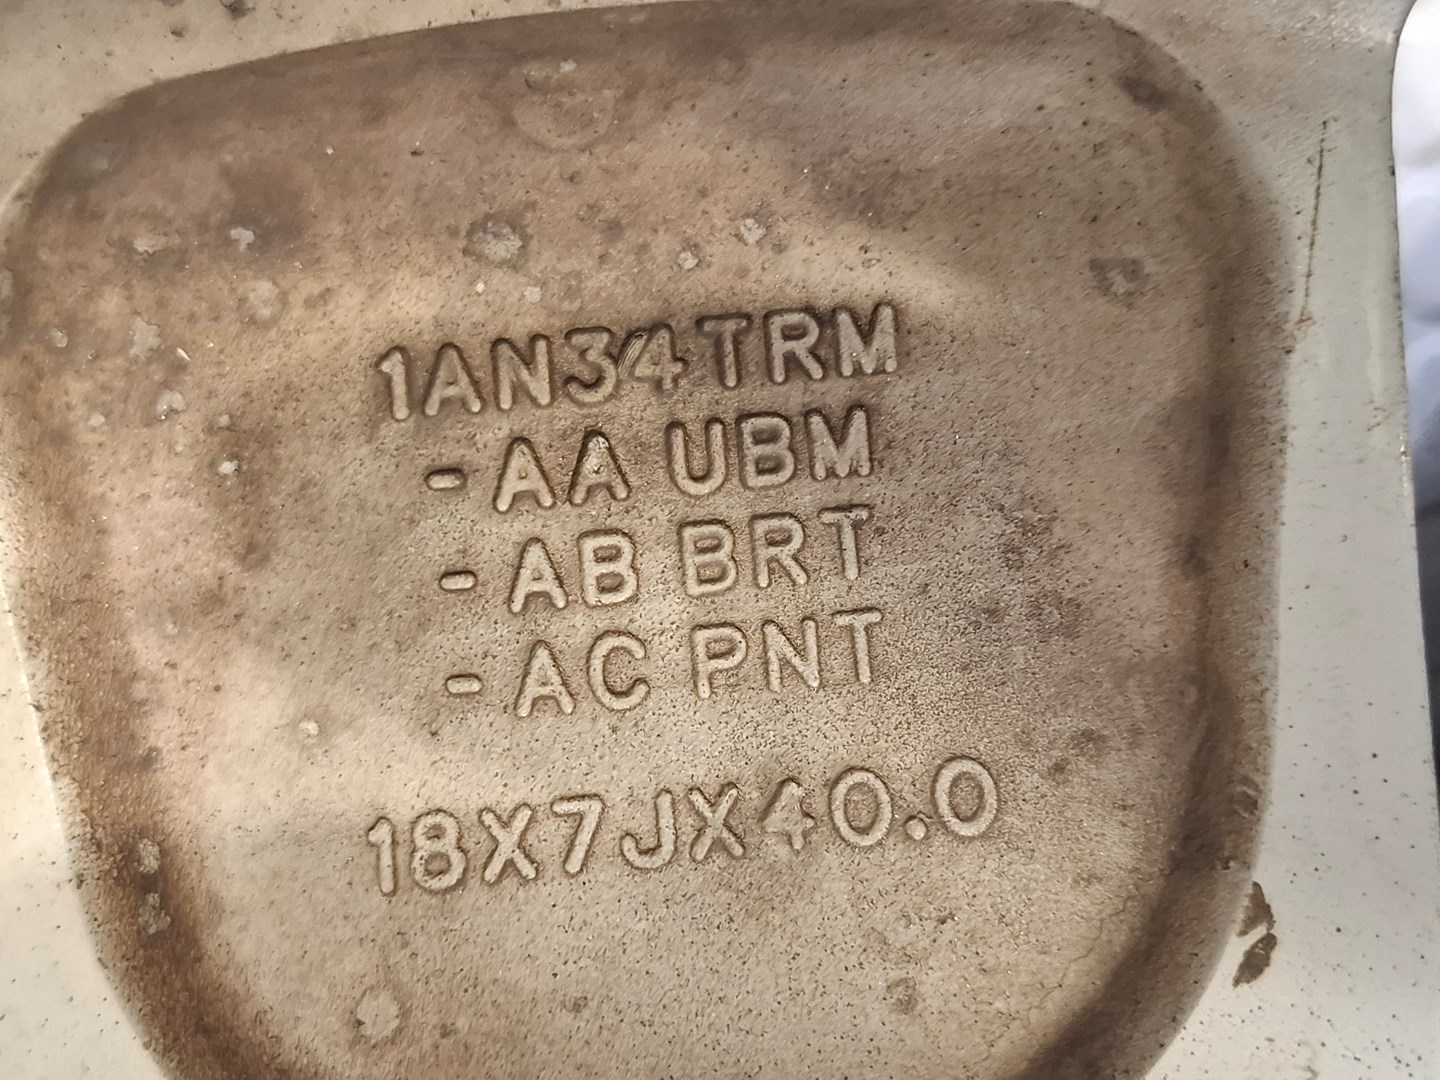 1AN34TRM
-AA UBM
-AB BRT
-AC PNT
18X7JX40.0